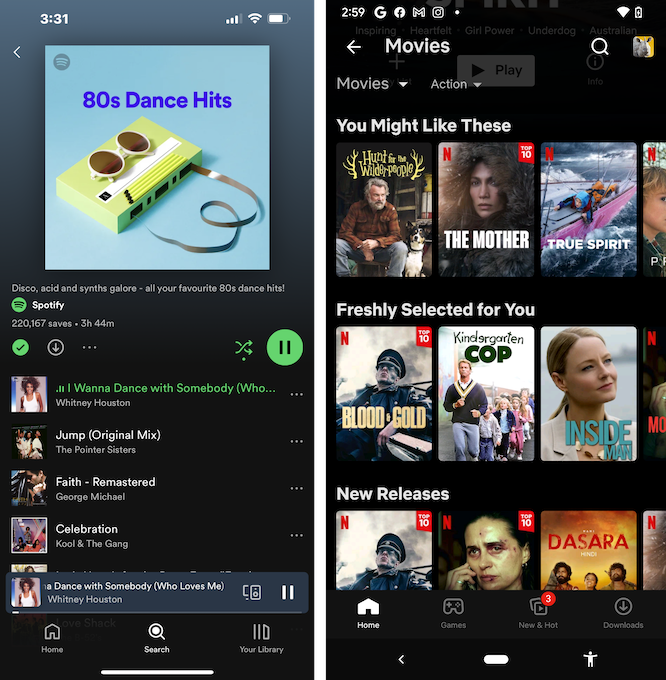 3:31
80s Dance Hits
Disco, acid and synths galore - all your favourite 80s dance hits!
Spotify
220,167 saves • 3h 44m
I Wanna Dance with Somebody (Who...
Whitney Houston
Jump (Original Mix)
The Pointer Sisters
Faith - Remastered
George Michael
Celebration
Kool & The Gang
na Dance with Somebody (Who Loves Me)
Whitney Houston
Love Shack
Home
Search
Your Library
2:59
Inspiring • Heartfelt • Girl Power • Underdog • Australian
Movies
Play
Info
Movies
Action
You Might Like These
Hunt for the Wilderpeople
N
TOP 10
THE MOTHER
N
TRUE SPIRIT
Freshly Selected for You
N
TOP 10
BLOOD & GOLD
Kindergarten
COP
INSIDE
MAN
N
MO
New Releases
N
TOP 10
N
TOP 10
DASARA
HINDI
N
3
Home
Games
New & Hot
Downloads